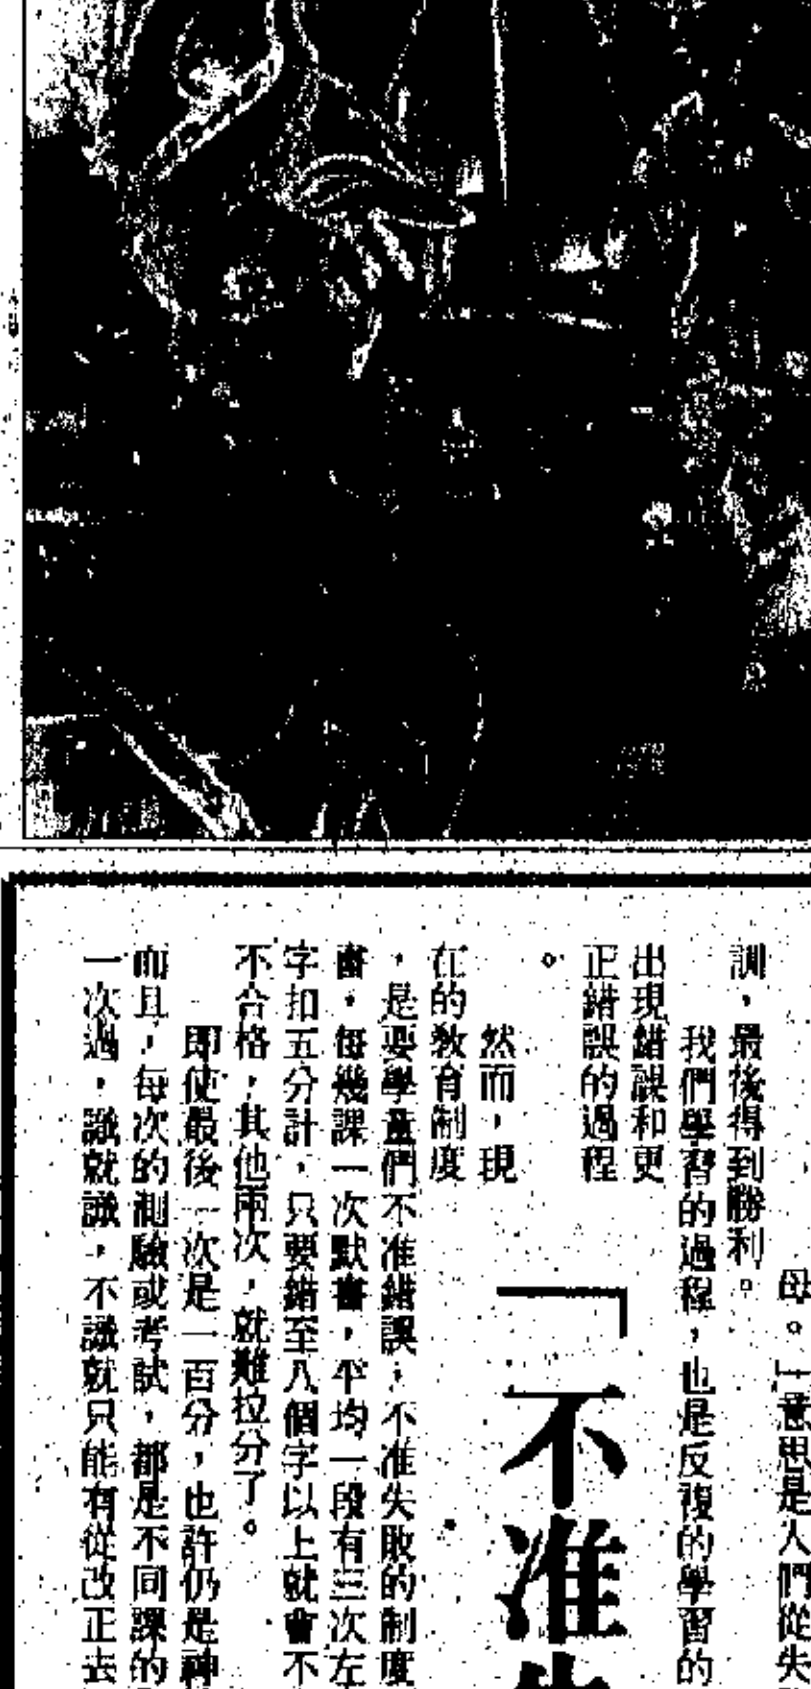 母。」意思是人們從失
訓，最後得到勝利。
我們學習的過程，也是反複的學習的
出現錯誤和更
正錯誤的過程
。
「不准
然而，現
在的教育制度
，是要學童們不准錯誤，不准失敗的制度
書，每幾課一次默書，平均一段有三次左
字扣五分計，只要錯至八個字以上就會不
不合格，其他兩次，就難拉分了。
即使最後一次是一百分，也許仍是神
而且，每次的測驗或考試，都是不同課的
一次過，識就識，不識就只能有從改正去